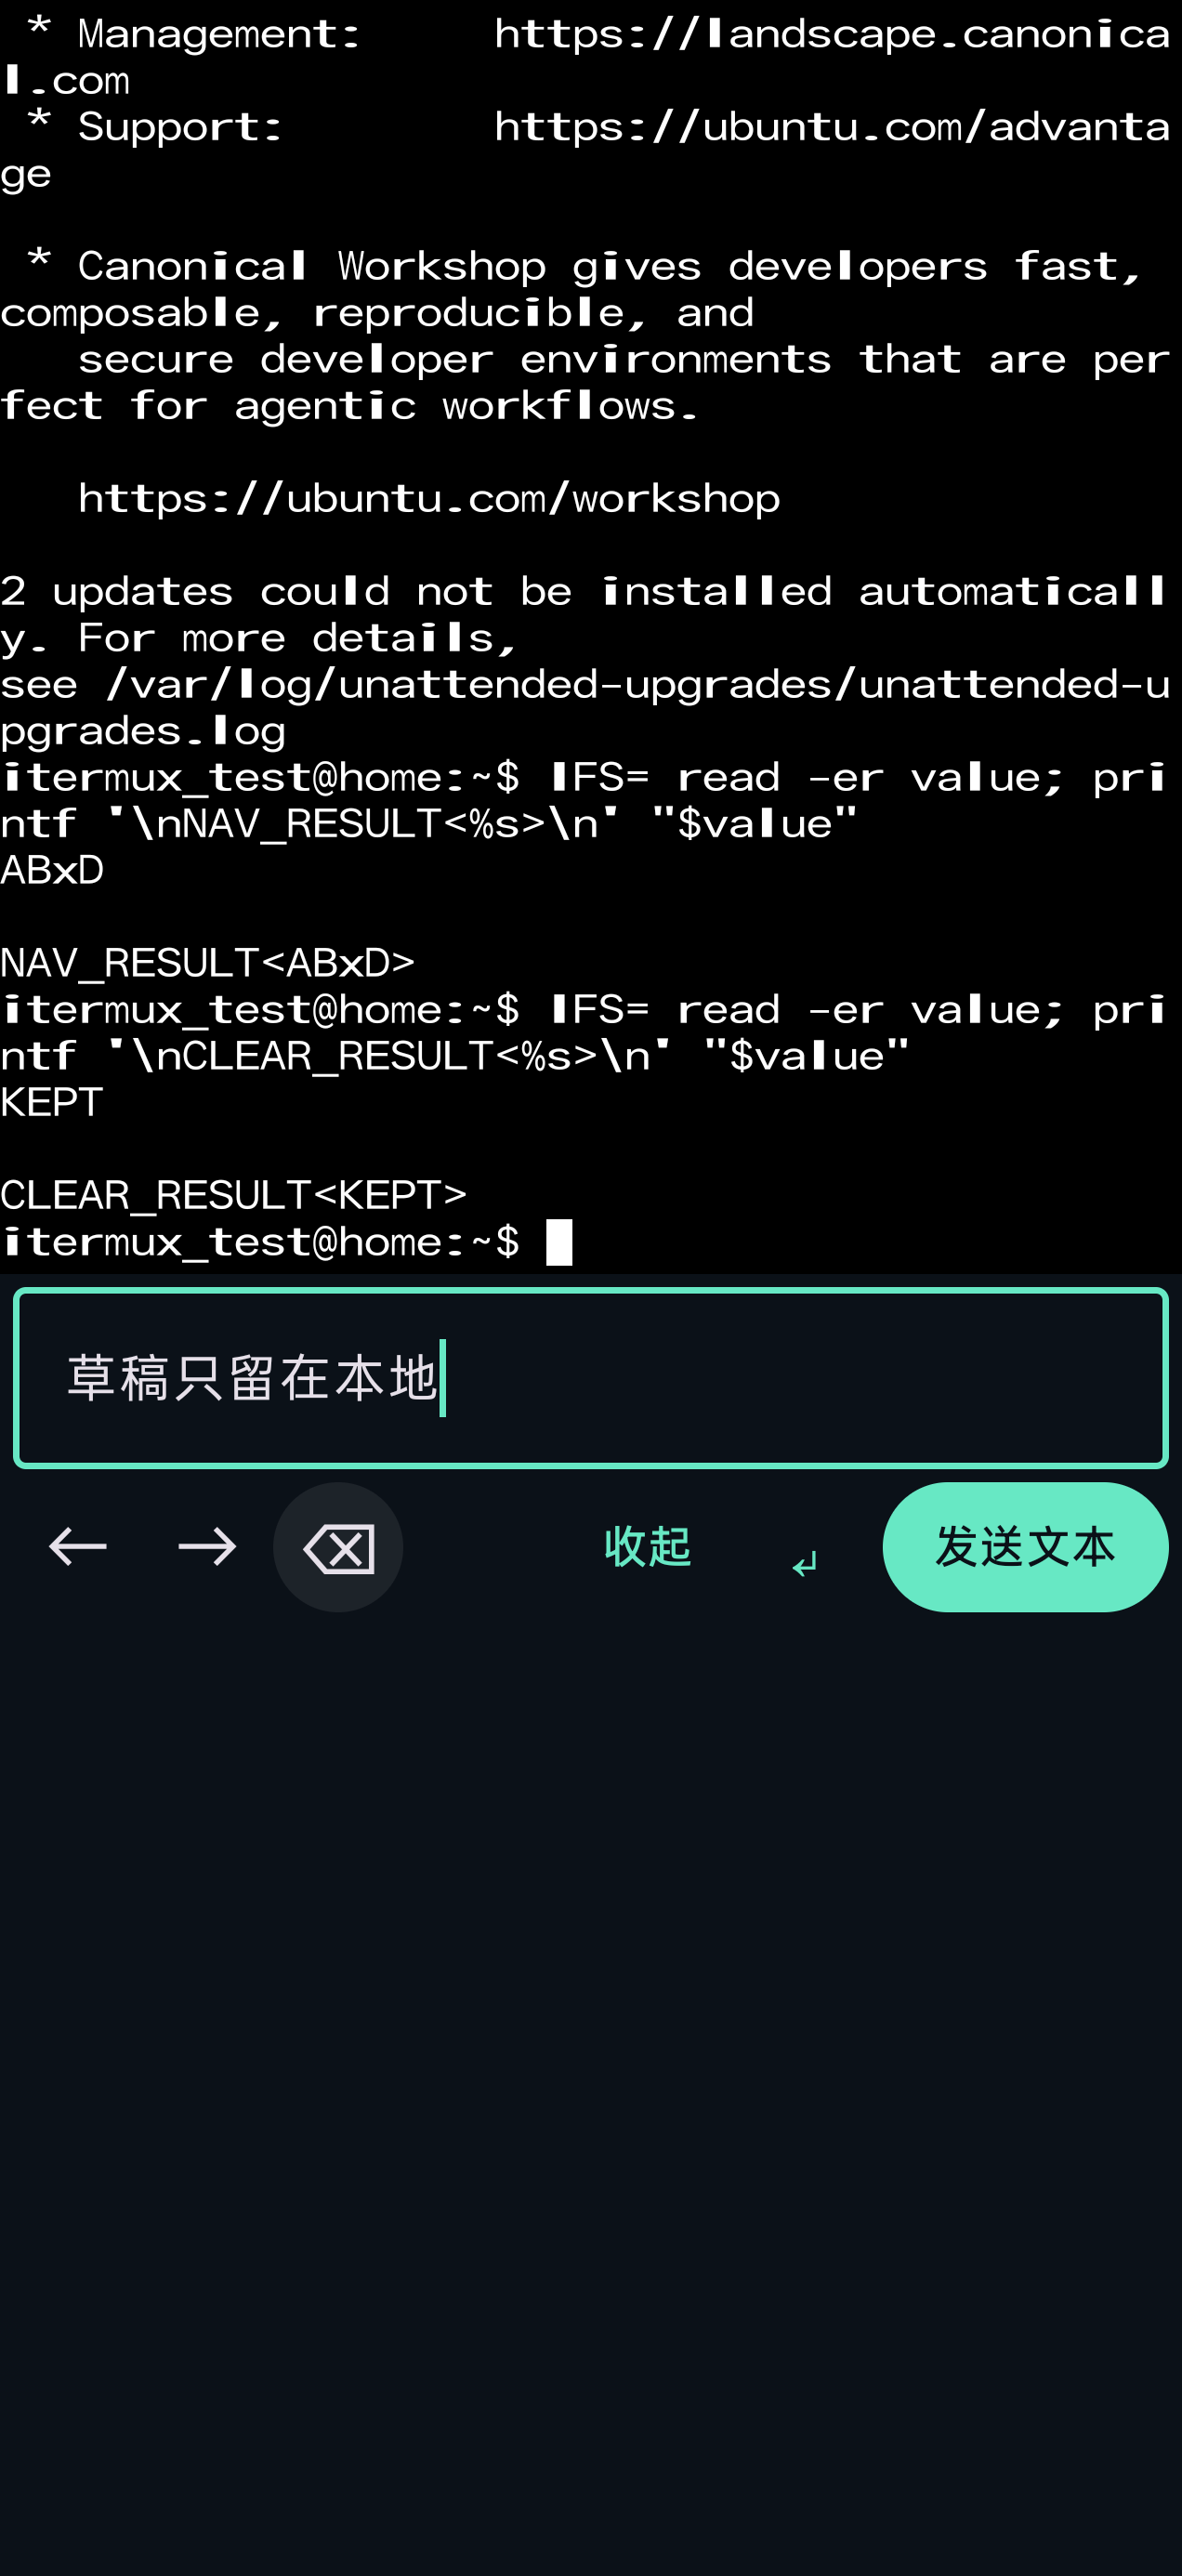 * Management:     https://landscape.canonica
l.com
 * Support:        https://ubuntu.com/advanta
ge

 * Canonical Workshop gives developers fast,
composable, reproducible, and
   secure developer environments that are per
fect for agentic workflows.

   https://ubuntu.com/workshop

2 updates could not be installed automaticall
y. For more details,
see /var/log/unattended-upgrades/unattended-u
pgrades.log
itermux_test@home:~$ IFS= read -er value; pri
ntf '\nNAV_RESULT<%s>\n' "$value"
ABxD

NAV_RESULT<ABxD>
itermux_test@home:~$ IFS= read -er value; pri
ntf '\nCLEAR_RESULT<%s>\n' "$value"
KEPT

CLEAR_RESULT<KEPT>
itermux_test@home:~$
草稿只留在本地
收起 发送文本